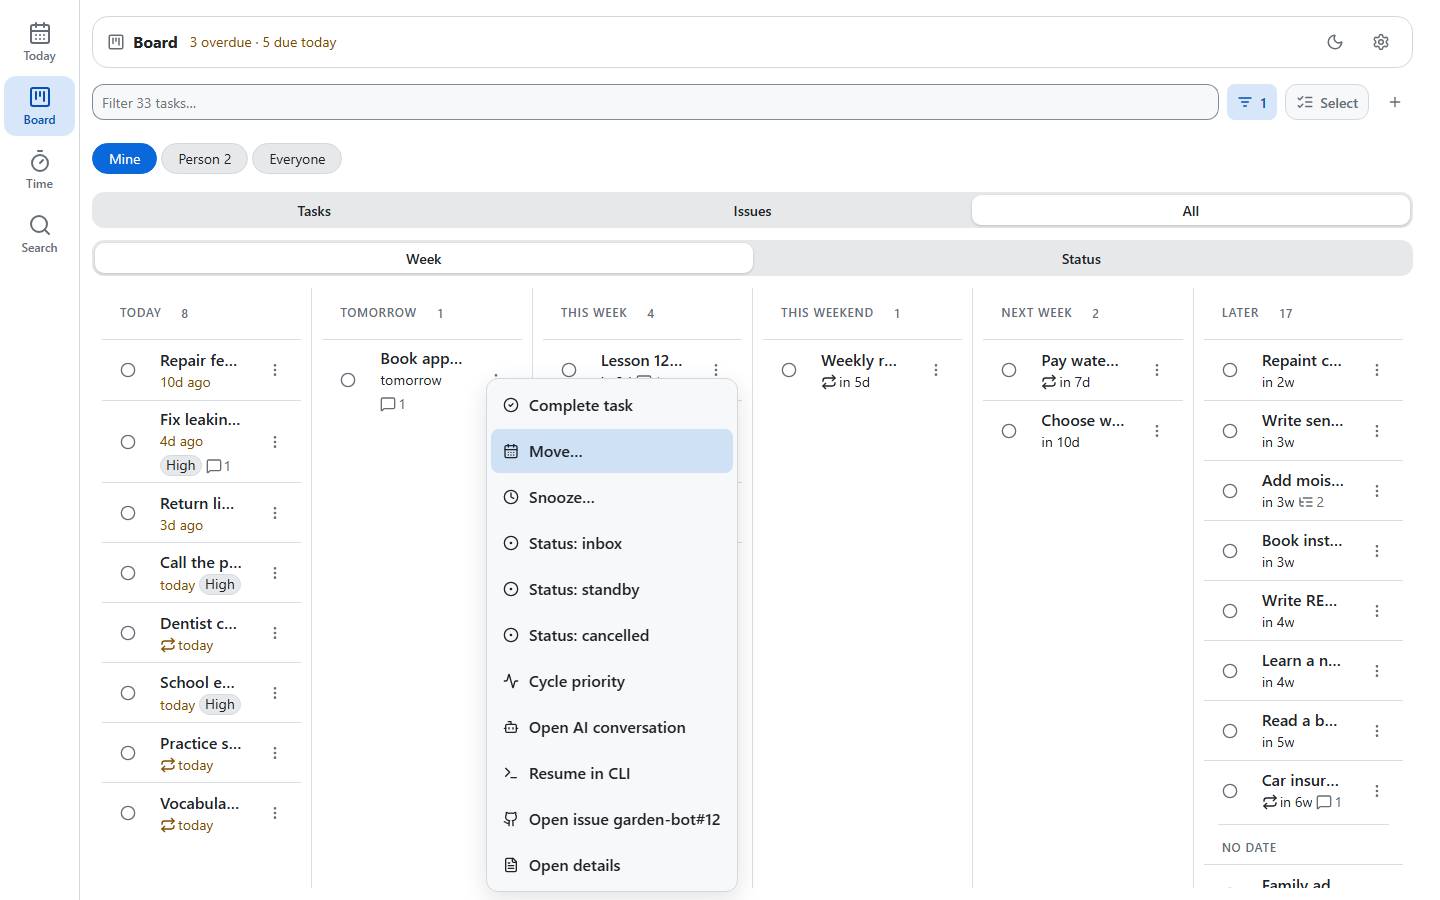 Today
Board
Time
Search
Board 3 overdue · 5 due today
Filter 33 tasks...
1
Select
Mine
Person 2
Everyone
Tasks
Issues
All
Week
Status
TODAY 8
Repair fe...
10d ago
Fix leakin...
4d ago
High 1
Return li...
3d ago
Call the p...
today High
Dentist c...
today
School e...
today High
Practice s...
today
Vocabula...
today
TOMORROW 1
Book app...
tomorrow
1
Complete task
Move...
Snooze...
Status: inbox
Status: standby
Status: cancelled
Cycle priority
Open AI conversation
Resume in CLI
Open issue garden-bot#12
Open details
THIS WEEK 4
Lesson 12...
THIS WEEKEND 1
Weekly r...
in 5d
NEXT WEEK 2
Pay wate...
in 7d
Choose w...
in 10d
LATER 17
Repaint c...
in 2w
Write sen...
in 3w
Add mois...
in 3w 2
Book inst...
in 3w
Write RE...
in 4w
Learn a n...
in 4w
Read a b...
in 5w
Car insur...
in 6w 1
NO DATE
Family ad